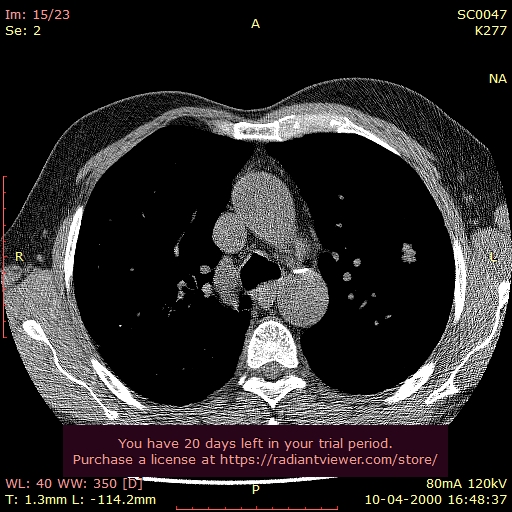 Im: 15/23
Se: 2
A
SC0047
K277
NA
R
L
You have 20 days left in your trial period.
Purchase a license at https://radiantviewer.com/store/
WL: 40 WW: 350 [D]
T: 1.3mm L: -114.2mm
P
80mA 120kV
10-04-2000 16:48:37